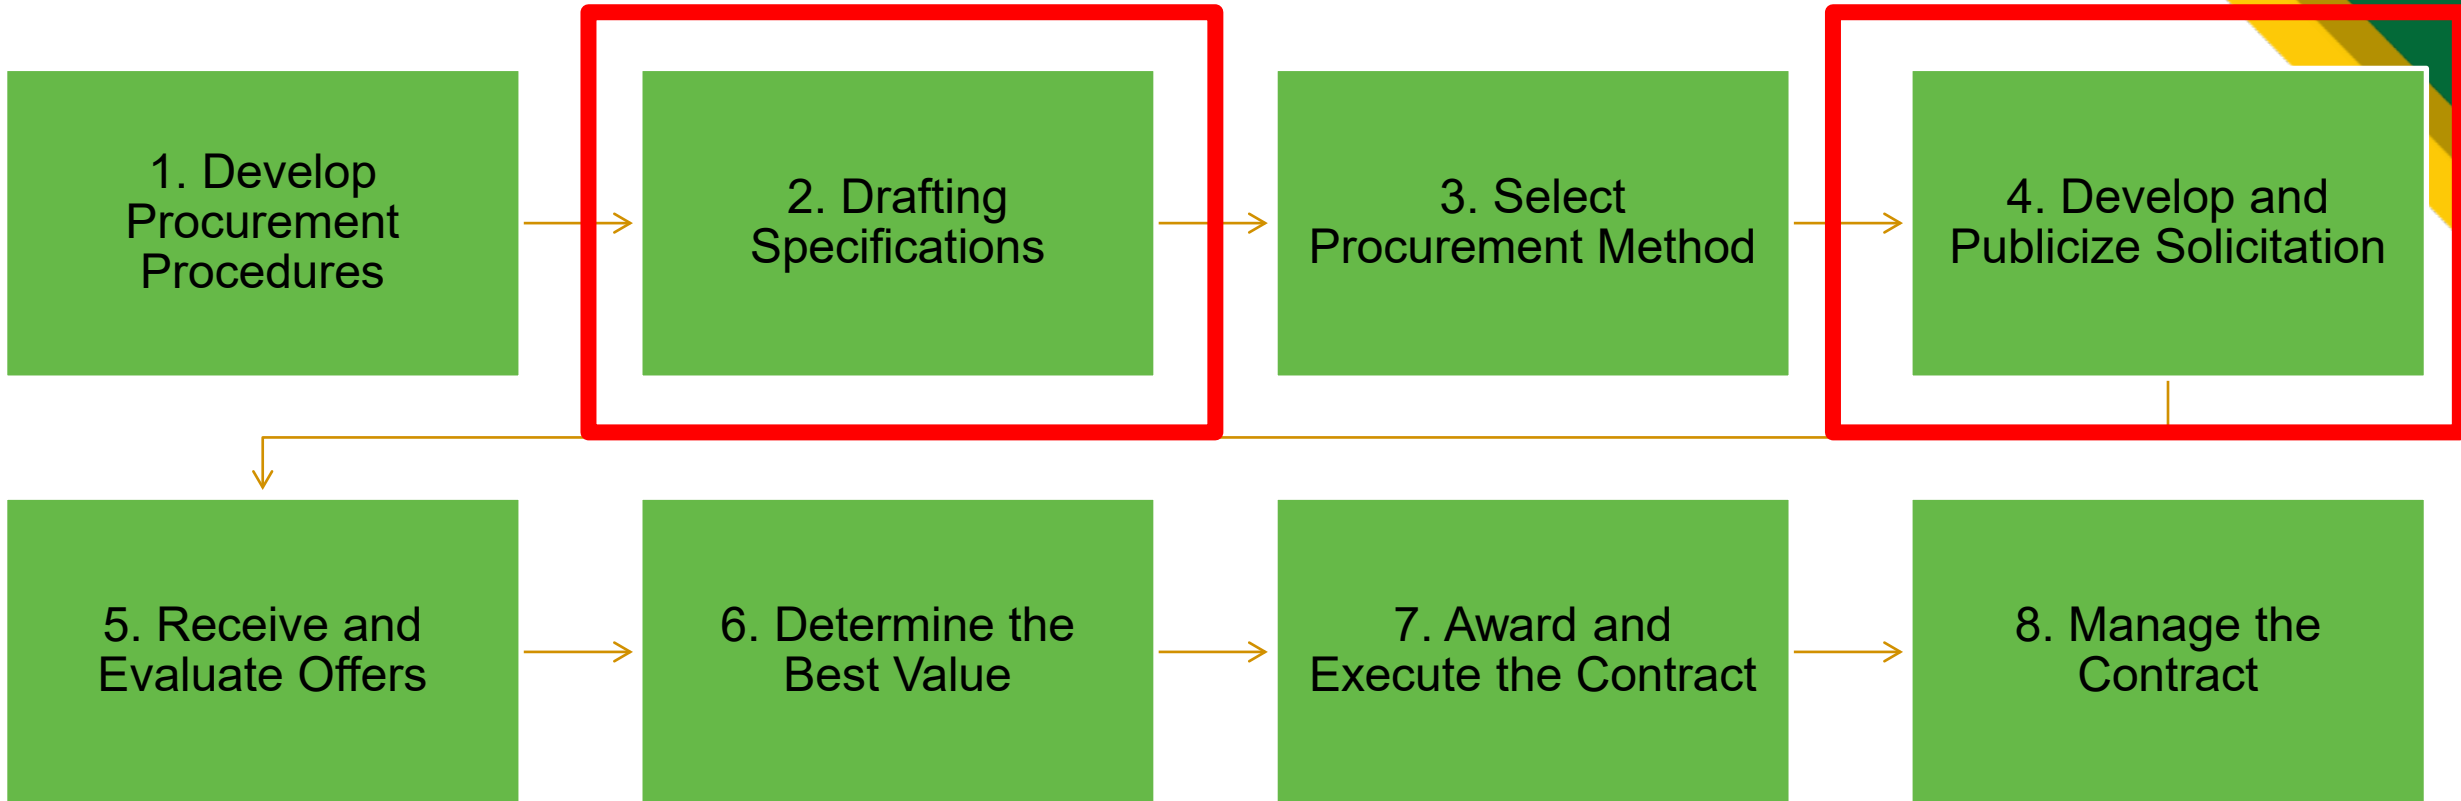 1. Develop
Procurement
Procedures
2. Drafting
Specifications
3. Select
Procurement Method
4. Develop and
Publicize Solicitation
5. Receive and
Evaluate Offers
6. Determine the
Best Value
7. Award and
Execute the Contract
8. Manage the
Contract